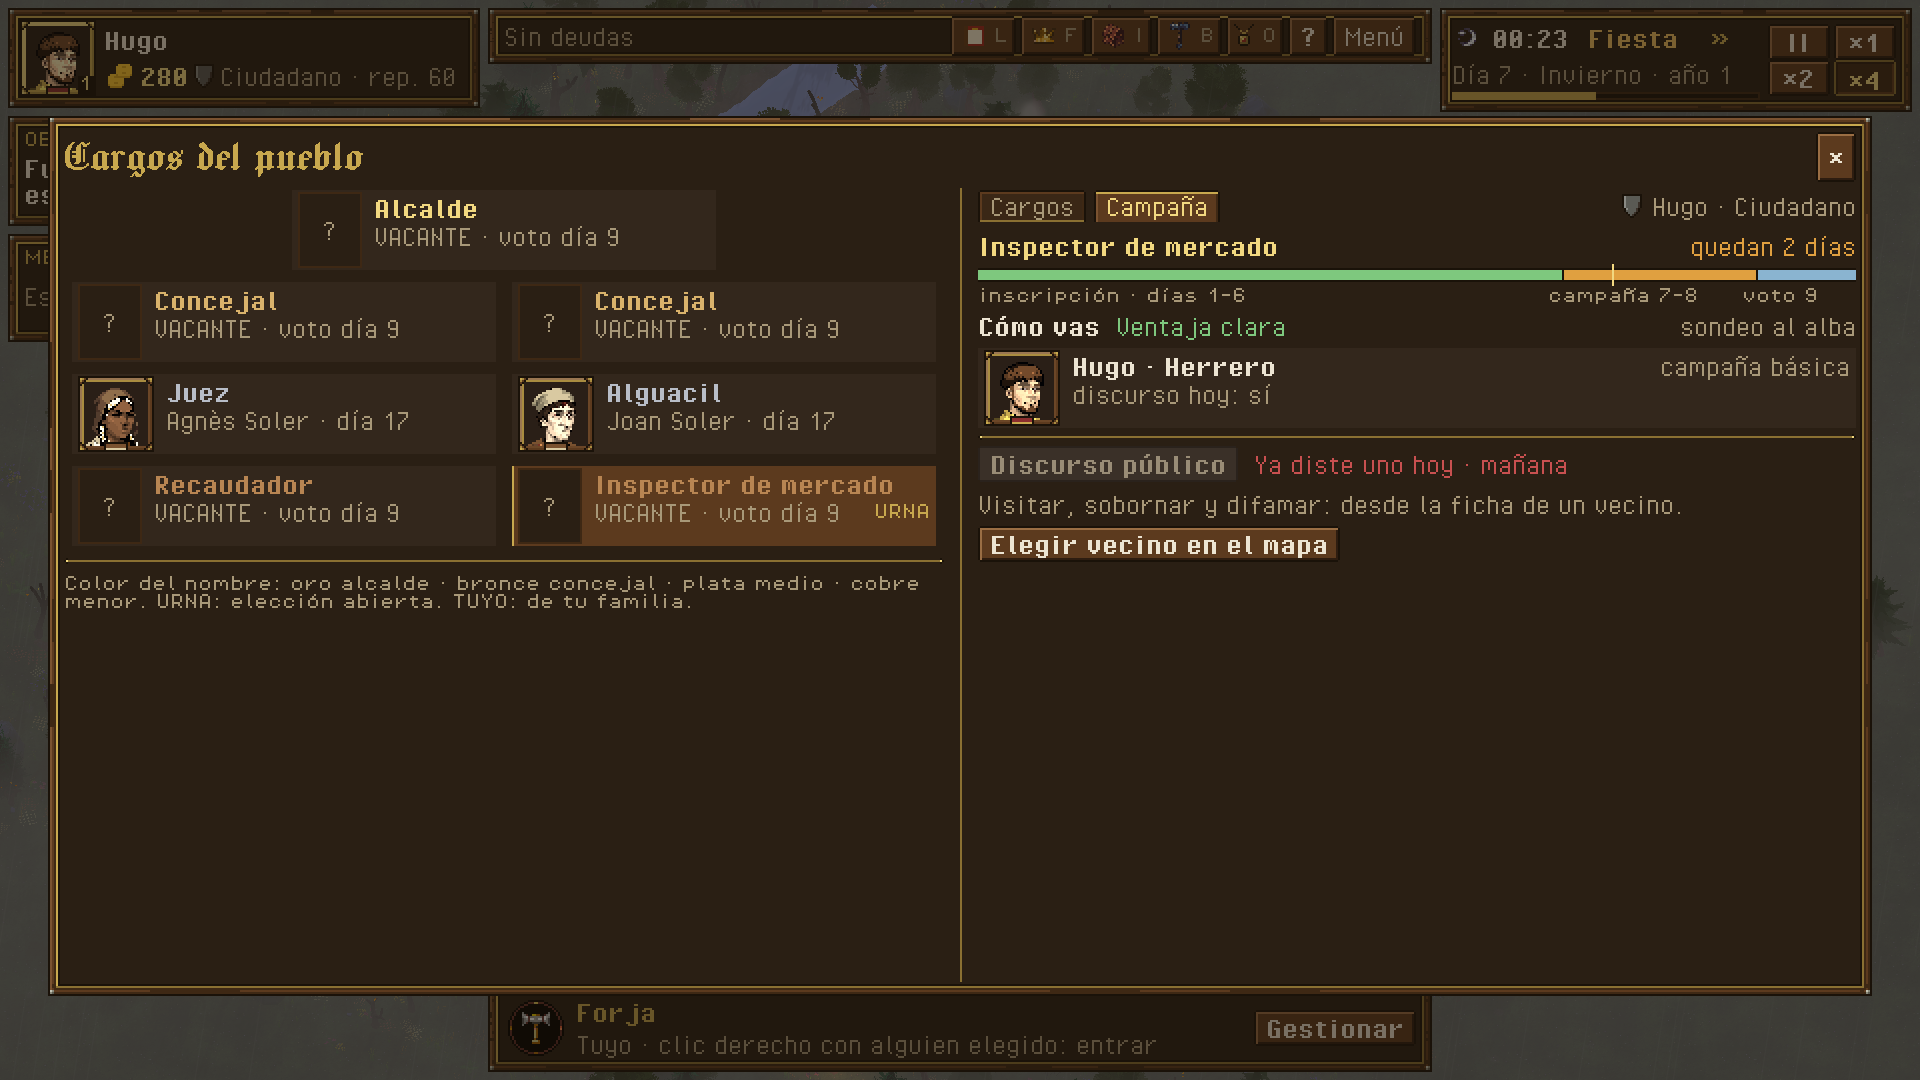 Hugo
280 Ciudadano · rep. 60
1
Sin deudas
L
F
I
B
O
?
Menú
00:23 Fiesta »
Día 7 · Invierno · año 1
II
×1
×2
×4
Cargos del pueblo
×
?
Alcalde
VACANTE · voto día 9
?
Concejal
VACANTE · voto día 9
?
Concejal
VACANTE · voto día 9
Juez
Agnès Soler · día 17
Alguacil
Joan Soler · día 17
?
Recaudador
VACANTE · voto día 9
?
Inspector de mercado
VACANTE · voto día 9 URNA
Color del nombre: oro alcalde · bronce concejal · plata medio · cobre
menor. URNA: elección abierta. TUYO: de tu familia.
Cargos
Campaña
Hugo · Ciudadano
Inspector de mercado
quedan 2 días
inscripción · días 1-6
campaña 7-8
voto 9
Cómo vas Ventaja clara
sondeo al alba
Hugo · Herrero
campaña básica
discurso hoy: sí
Discurso público
Ya diste uno hoy · mañana
Visitar, sobornar y difamar: desde la ficha de un vecino.
Elegir vecino en el mapa
Forja
Tuyo · clic derecho con alguien elegido: entrar
Gestionar